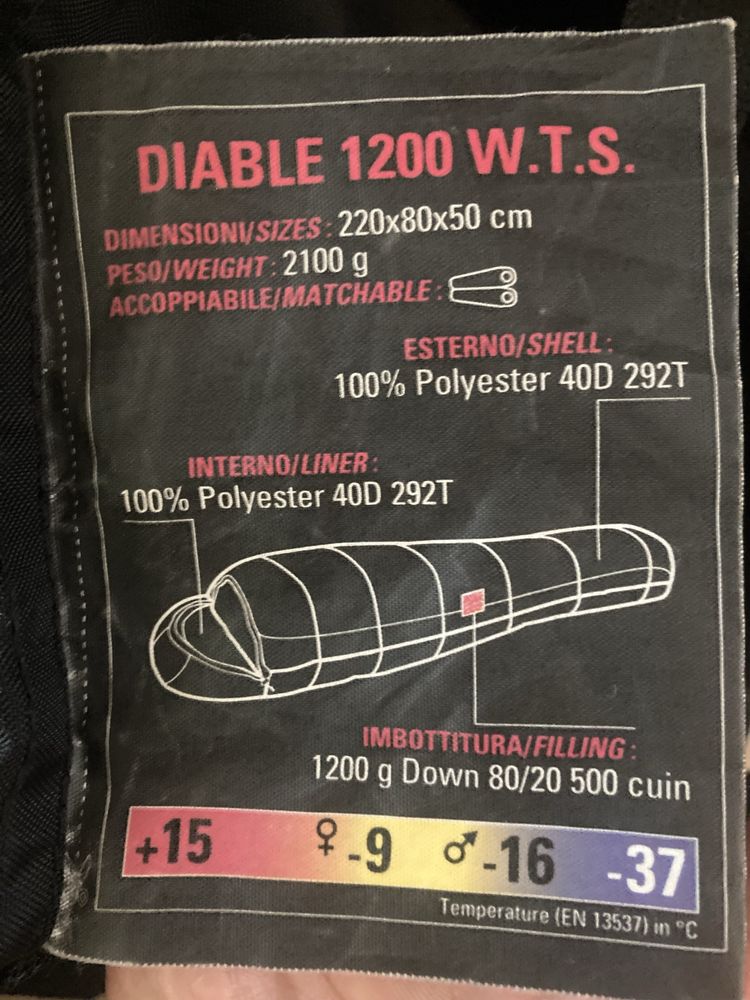 DIABLE 1200 W.T.S.
DIMENSIONI/SIZES: 220x80x50 cm
PESO/WEIGHT: 2100 g
ACCOPPIABILE/MATCHABLE:
ESTERNO/SHELL:
100% Polyester 40D 292T
INTERNO/LINER:
100% Polyester 40D 292T
IMBOTTITURA/FILLING:
1200 g Down 80/20 500 cuin
+15 ♀-9 ♂-16 -37
Temperature (EN 13537) in °C